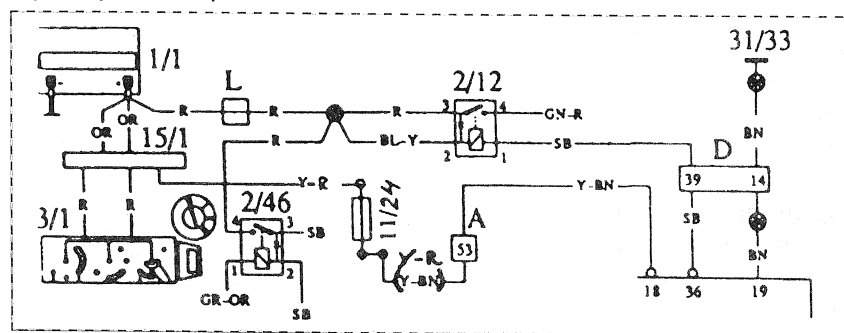 31/33
1/1
L
2/12
R
R
3
4
GN-R
OR
OR
BN
15/1
R
BL-Y
2
1
SB
D
39
14
3/1
R
R
2/46
Y-R
11/24
Y-BN
A
4
3
SB
53
SB
1
2
Y-R
(Y-BN)
BN
GR-OR
SB
18
36
19